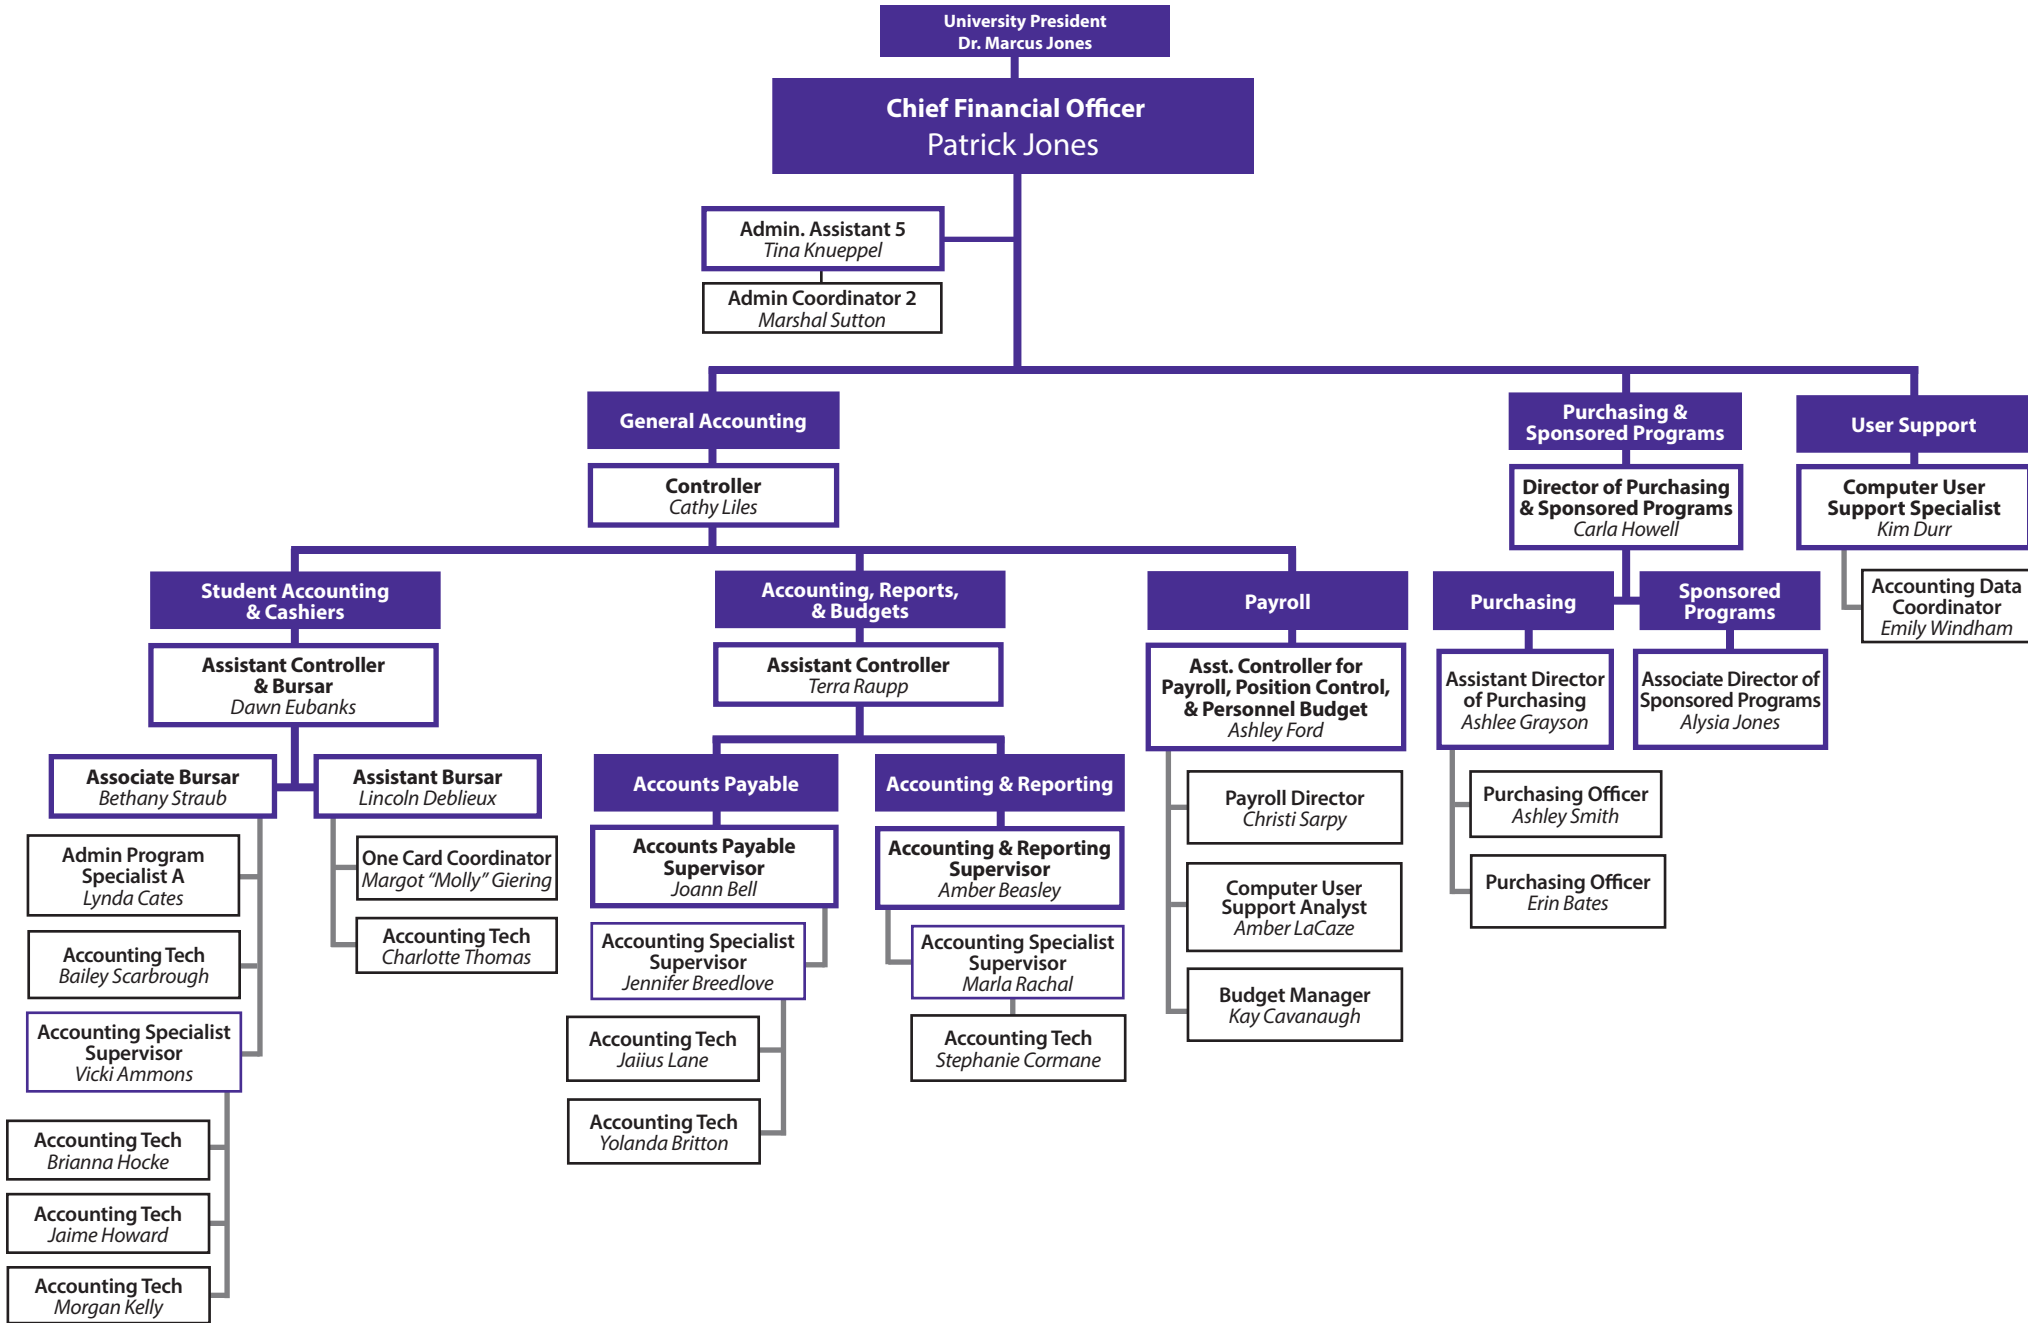 University President
Dr. Marcus Jones
Chief Financial Officer
Patrick Jones
Admin. Assistant 5
Tina Knueppel
Admin Coordinator 2
Marshal Sutton
General Accounting
Controller
Cathy Liles
Purchasing &
Sponsored Programs
Director of Purchasing
& Sponsored Programs
Carla Howell
User Support
Computer User
Support Specialist
Kim Durr
Accounting Data
Coordinator
Emily Windham
Student Accounting
& Cashiers
Assistant Controller
& Bursar
Dawn Eubanks
Associate Bursar
Bethany Straub
Admin Program
Specialist A
Lynda Cates
Accounting Tech
Bailey Scarbrough
Accounting Specialist
Supervisor
Vicki Ammons
Accounting Tech
Brianna Hocke
Accounting Tech
Jaime Howard
Accounting Tech
Morgan Kelly
Assistant Bursar
Lincoln Deblieux
One Card Coordinator
Margot “Molly” Giering
Accounting Tech
Charlotte Thomas
Accounting, Reports,
& Budgets
Assistant Controller
Terra Raupp
Accounts Payable
Accounts Payable
Supervisor
Joann Bell
Accounting Specialist
Supervisor
Jennifer Breedlove
Accounting Tech
Jaiius Lane
Accounting Tech
Yolanda Britton
Accounting & Reporting
Accounting & Reporting
Supervisor
Amber Beasley
Accounting Specialist
Supervisor
Marla Rachal
Accounting Tech
Stephanie Cormane
Payroll
Asst. Controller for
Payroll, Position Control,
& Personnel Budget
Ashley Ford
Payroll Director
Christi Sarpy
Computer User
Support Analyst
Amber LaCaze
Budget Manager
Kay Cavanaugh
Purchasing
Assistant Director
of Purchasing
Ashlee Grayson
Purchasing Officer
Ashley Smith
Purchasing Officer
Erin Bates
Sponsored
Programs
Associate Director of
Sponsored Programs
Alysia Jones